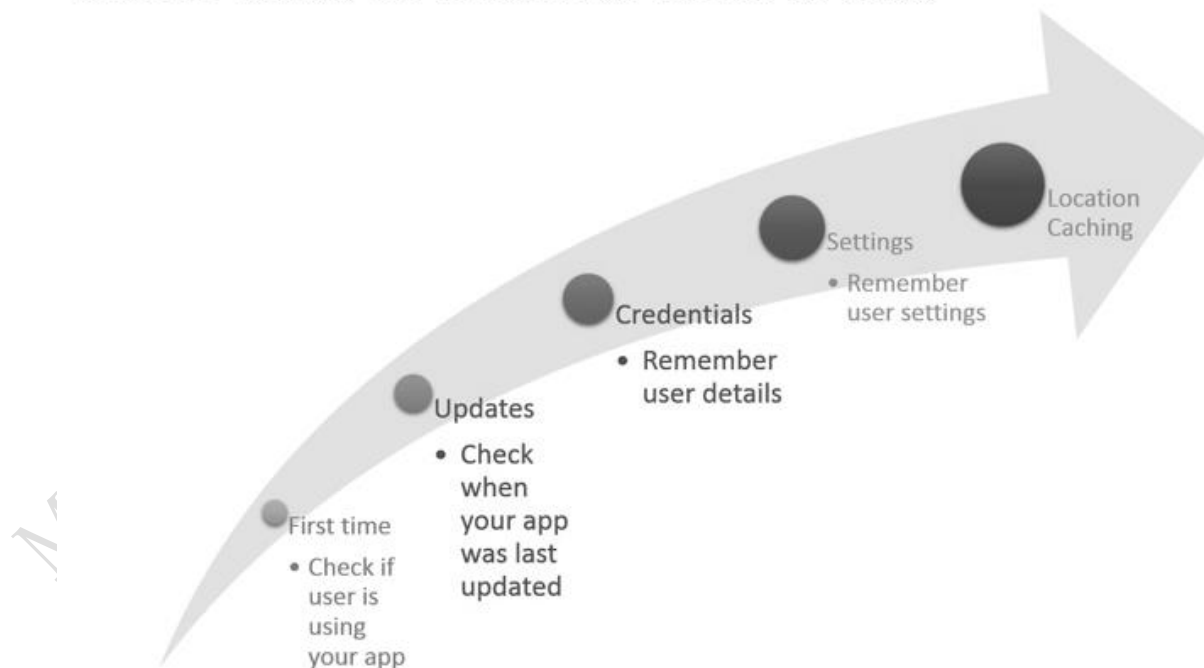 First time
• Check if
user is
using
your app
Updates
• Check
when
your app
was last
updated
Credentials
• Remember
user details
Settings
• Remember
user settings
Location
Caching